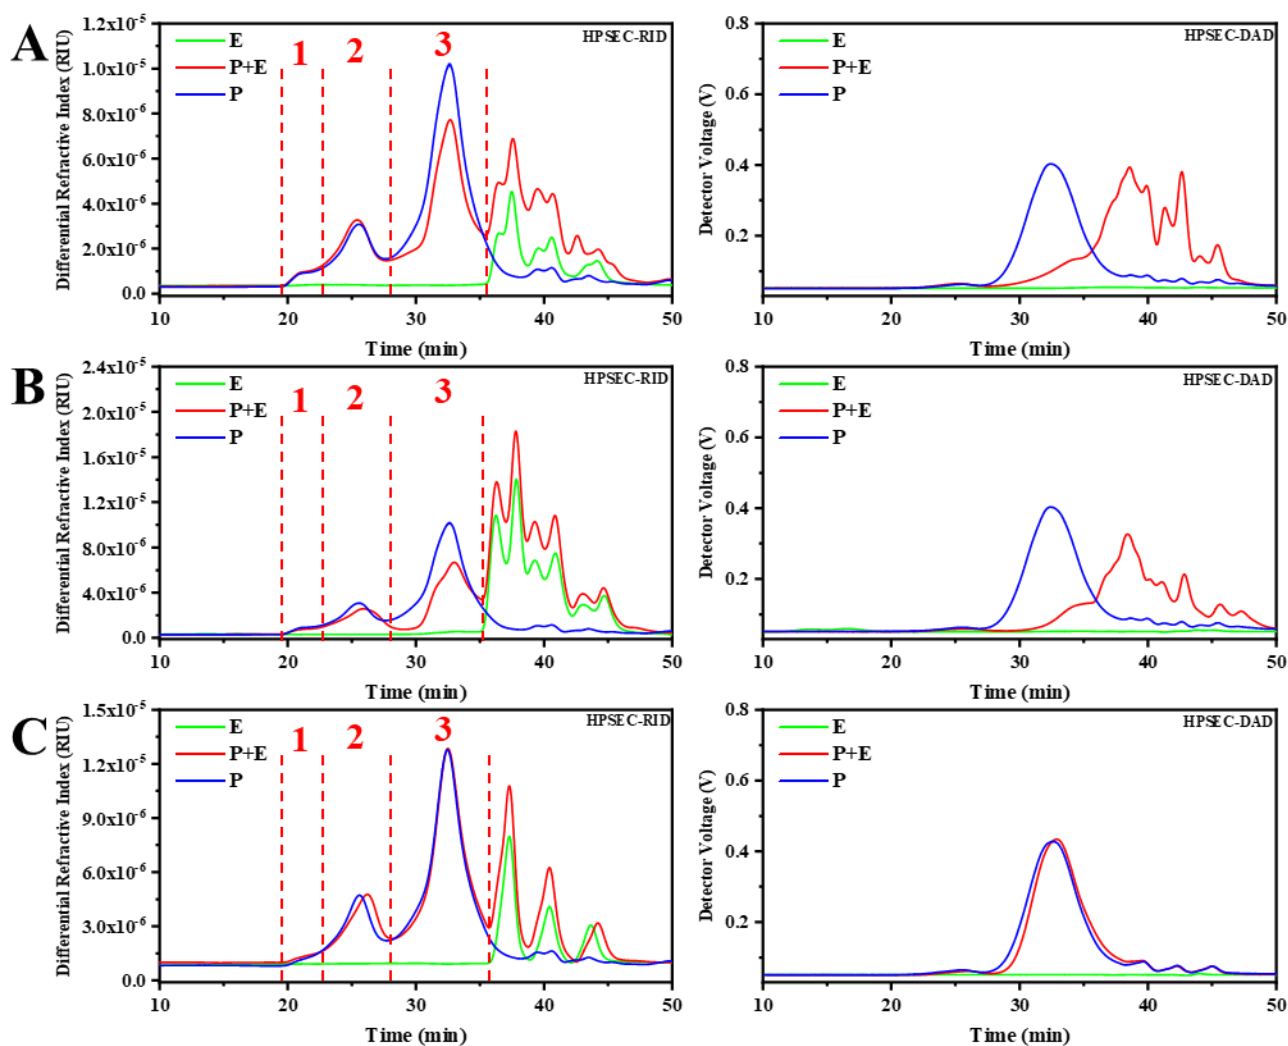 A
Differential Refractive Index (RIU)
1.2x10⁻⁵
1.0x10⁻⁵
8.0x10⁻⁶
6.0x10⁻⁶
4.0x10⁻⁶
2.0x10⁻⁶
0.0
E
P+E
P
1 2 3
HPSEC-RID
10 20 30 40 50
Time (min)
Detector Voltage (V)
0.8
0.6
0.4
0.2
E
P+E
P
HPSEC-DAD
10 20 30 40 50
Time (min)
B
Differential Refractive Index (RIU)
2.4x10⁻⁵
2.0x10⁻⁵
1.6x10⁻⁵
1.2x10⁻⁵
8.0x10⁻⁶
4.0x10⁻⁶
0.0
E
P+E
P
1 2 3
HPSEC-RID
10 20 30 40 50
Time (min)
Detector Voltage (V)
0.8
0.6
0.4
0.2
E
P+E
P
HPSEC-DAD
10 20 30 40 50
Time (min)
C
Differential Refractive Index (RIU)
1.5x10⁻⁵
1.2x10⁻⁵
9.0x10⁻⁶
6.0x10⁻⁶
3.0x10⁻⁶
0.0
E
P+E
P
1 2 3
HPSEC-RID
10 20 30 40 50
Time (min)
Detector Voltage (V)
0.8
0.6
0.4
0.2
E
P+E
P
HPSEC-DAD
10 20 30 40 50
Time (min)